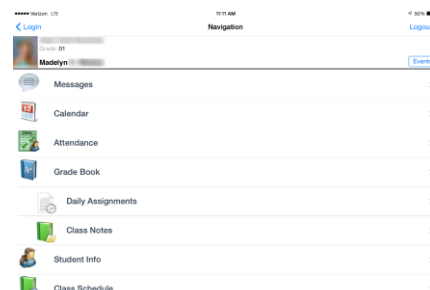 Verizon LTE 11:11 AM 50%
Login Navigation Logou
Grade: 01
Madelyn Event
Messages
Calendar
Attendance
Grade Book
Daily Assignments
Class Notes
Student Info
Class Schedule